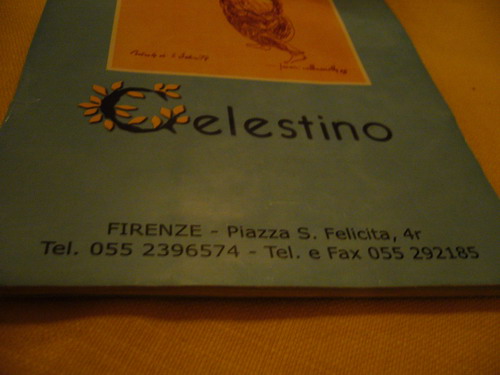 Celestino
FIRENZE - Piazza S. Felicita, 4r
Tel. 055 2396574 - Tel. e Fax 055 292185